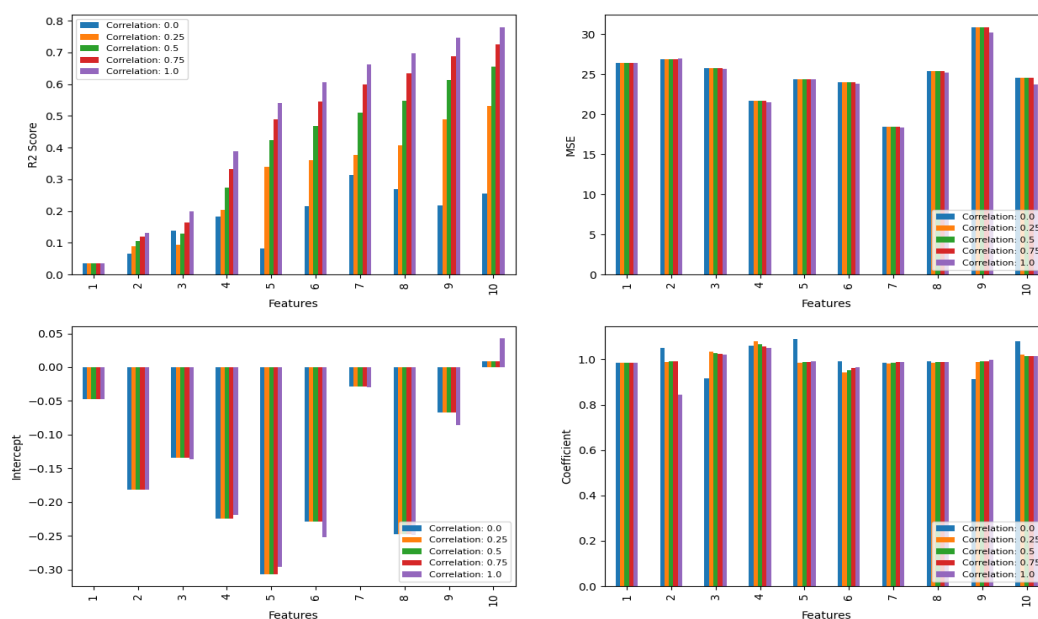 0.8
0.7
0.6
0.5
0.4
0.3
0.2
0.1
0.0
R2 Score
Correlation: 0.0
Correlation: 0.25
Correlation: 0.5
Correlation: 0.75
Correlation: 1.0
1 2 3 4 5 6 7 8 9 10
Features
30
25
20
15
10
5
0
MSE
Correlation: 0.0
Correlation: 0.25
Correlation: 0.5
Correlation: 0.75
Correlation: 1.0
1 2 3 4 5 6 7 8 9 10
Features
0.05
0.00
−0.05
−0.10
−0.15
−0.20
−0.25
−0.30
Intercept
Correlation: 0.0
Correlation: 0.25
Correlation: 0.5
Correlation: 0.75
Correlation: 1.0
1 2 3 4 5 6 7 8 9 10
Features
1.0
0.8
0.6
0.4
0.2
0.0
Coefficient
Correlation: 0.0
Correlation: 0.25
Correlation: 0.5
Correlation: 0.75
Correlation: 1.0
1 2 3 4 5 6 7 8 9 10
Features